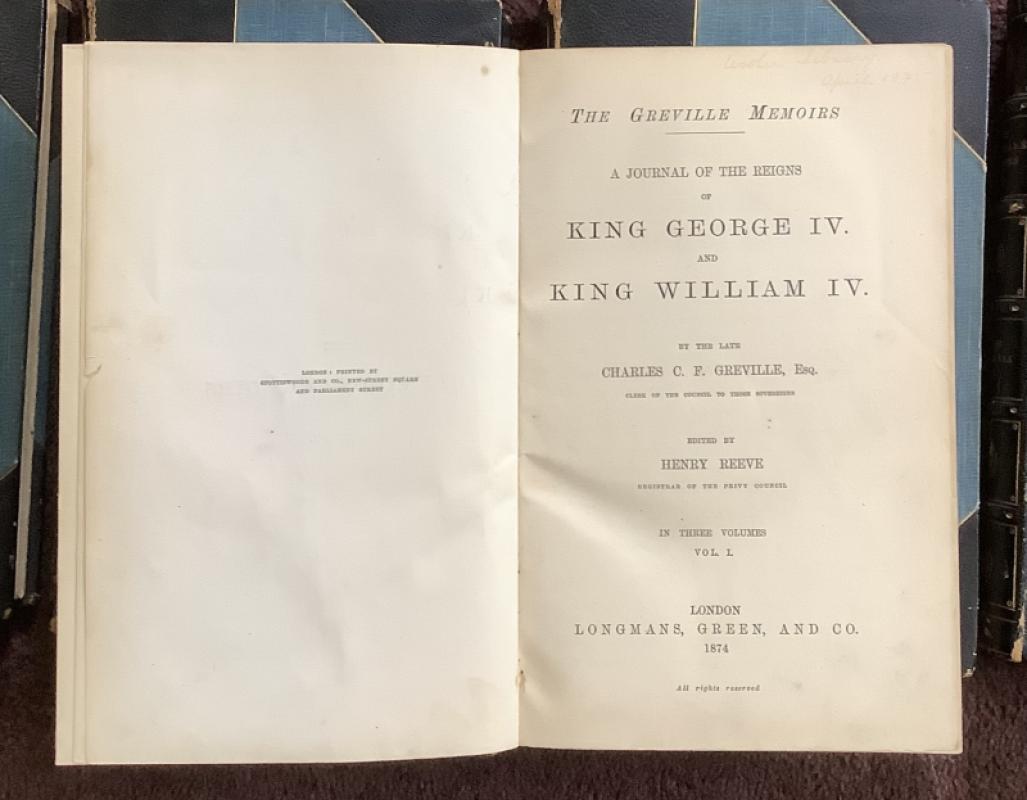 LONDON: PRINTED BY
SPOTTISWOODE AND CO., NEW-STREET SQUARE
AND PARLIAMENT STREET
Library
April
THE GREVILLE MEMOIRS
A JOURNAL OF THE REIGNS
OF
KING GEORGE IV.
AND
KING WILLIAM IV.
BY THE LATE
CHARLES C. F. GREVILLE, Esq.
CLERK OF THE COUNCIL TO THOSE SOVEREIGNS
EDITED BY
HENRY REEVE
REGISTRAR OF THE PRIVY COUNCIL
IN THREE VOLUMES
VOL. I.
LONDON
LONGMANS, GREEN, AND CO.
1874
All rights reserved